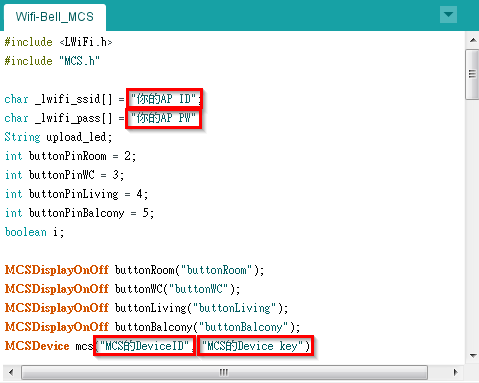 Wifi-Bell_MCS
#include <LWiFi.h>
#include "MCS.h"
char _lwifi_ssid[] = "你的AP ID";
char _lwifi_pass[] = "你的AP PW"
String upload_led;
int buttonPinRoom = 2;
int buttonPinWC = 3;
int buttonPinLiving = 4;
int buttonPinBalcony = 5;
boolean i;
MCSDisplayOnOff buttonRoom("buttonRoom");
MCSDisplayOnOff buttonWC("buttonWC");
MCSDisplayOnOff buttonLiving("buttonLiving");
MCSDisplayOnOff buttonBalcony("buttonBalcony");
MCSDevice mcs("MCS的DeviceID", "MCS的Device key")